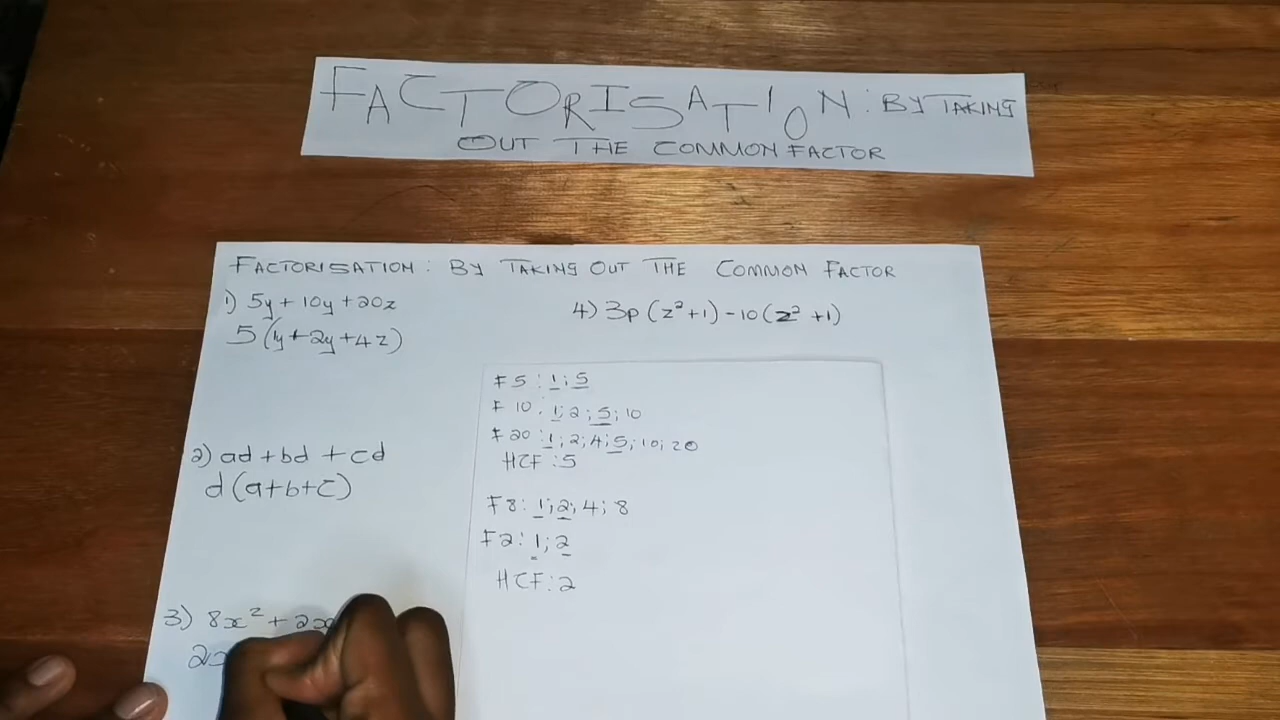 FACTORISATION: BY TAKING
OUT THE COMMON FACTOR
FACTORISATION: BY TAKING OUT THE COMMON FACTOR
1) 5y + 10y + 20z
5(1y+2y+4z)
2) ad + bd + cd
d(a+b+c)
3) 8x² + 2x
2x
4) 3p(z²+1) - 10(z²+1)
F5: 1; 5
F10: 1; 2; 5; 10
F20: 1; 2; 4; 5; 10; 20
HCF: 5
F8: 1; 2; 4; 8
F2: 1; 2
HCF: 2